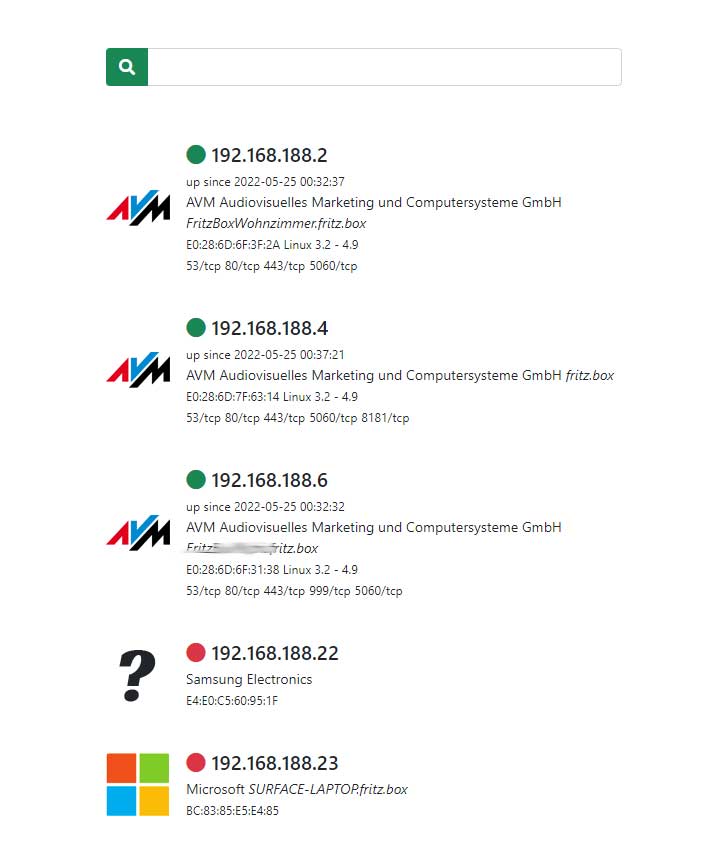 192.168.188.2
up since 2022-05-25 00:32:37
AVM Audiovisuelles Marketing und Computersysteme GmbH
AVM
FritzBoxWohnzimmer.fritz.box
E0:28:6D:6F:3F:2A Linux 3.2 - 4.9
53/tcp 80/tcp 443/tcp 5060/tcp
192.168.188.4
up since 2022-05-25 00:37:21
AVM
AVM Audiovisuelles Marketing und Computersysteme GmbH fritz.box
E0:28:6D:7F:63:14 Linux 3.2 - 4.9
53/tcp 80/tcp 443/tcp 5060/tcp 8181/tcp
192.168.188.6
up since 2022-05-25 00:32:32
AVM Audiovisuelles Marketing und Computersysteme GmbH
AVM
fritz.box
E0:28:6D:6F:31:38 Linux 3.2 - 4.9
53/tcp 80/tcp 443/tcp 999/tcp 5060/tcp
?
192.168.188.22
Samsung Electronics
E4:E0:C5:60:95:1F
192.168.188.23
Microsoft SURFACE-LAPTOP.fritz.box
BC:83:85:E5:E4:85